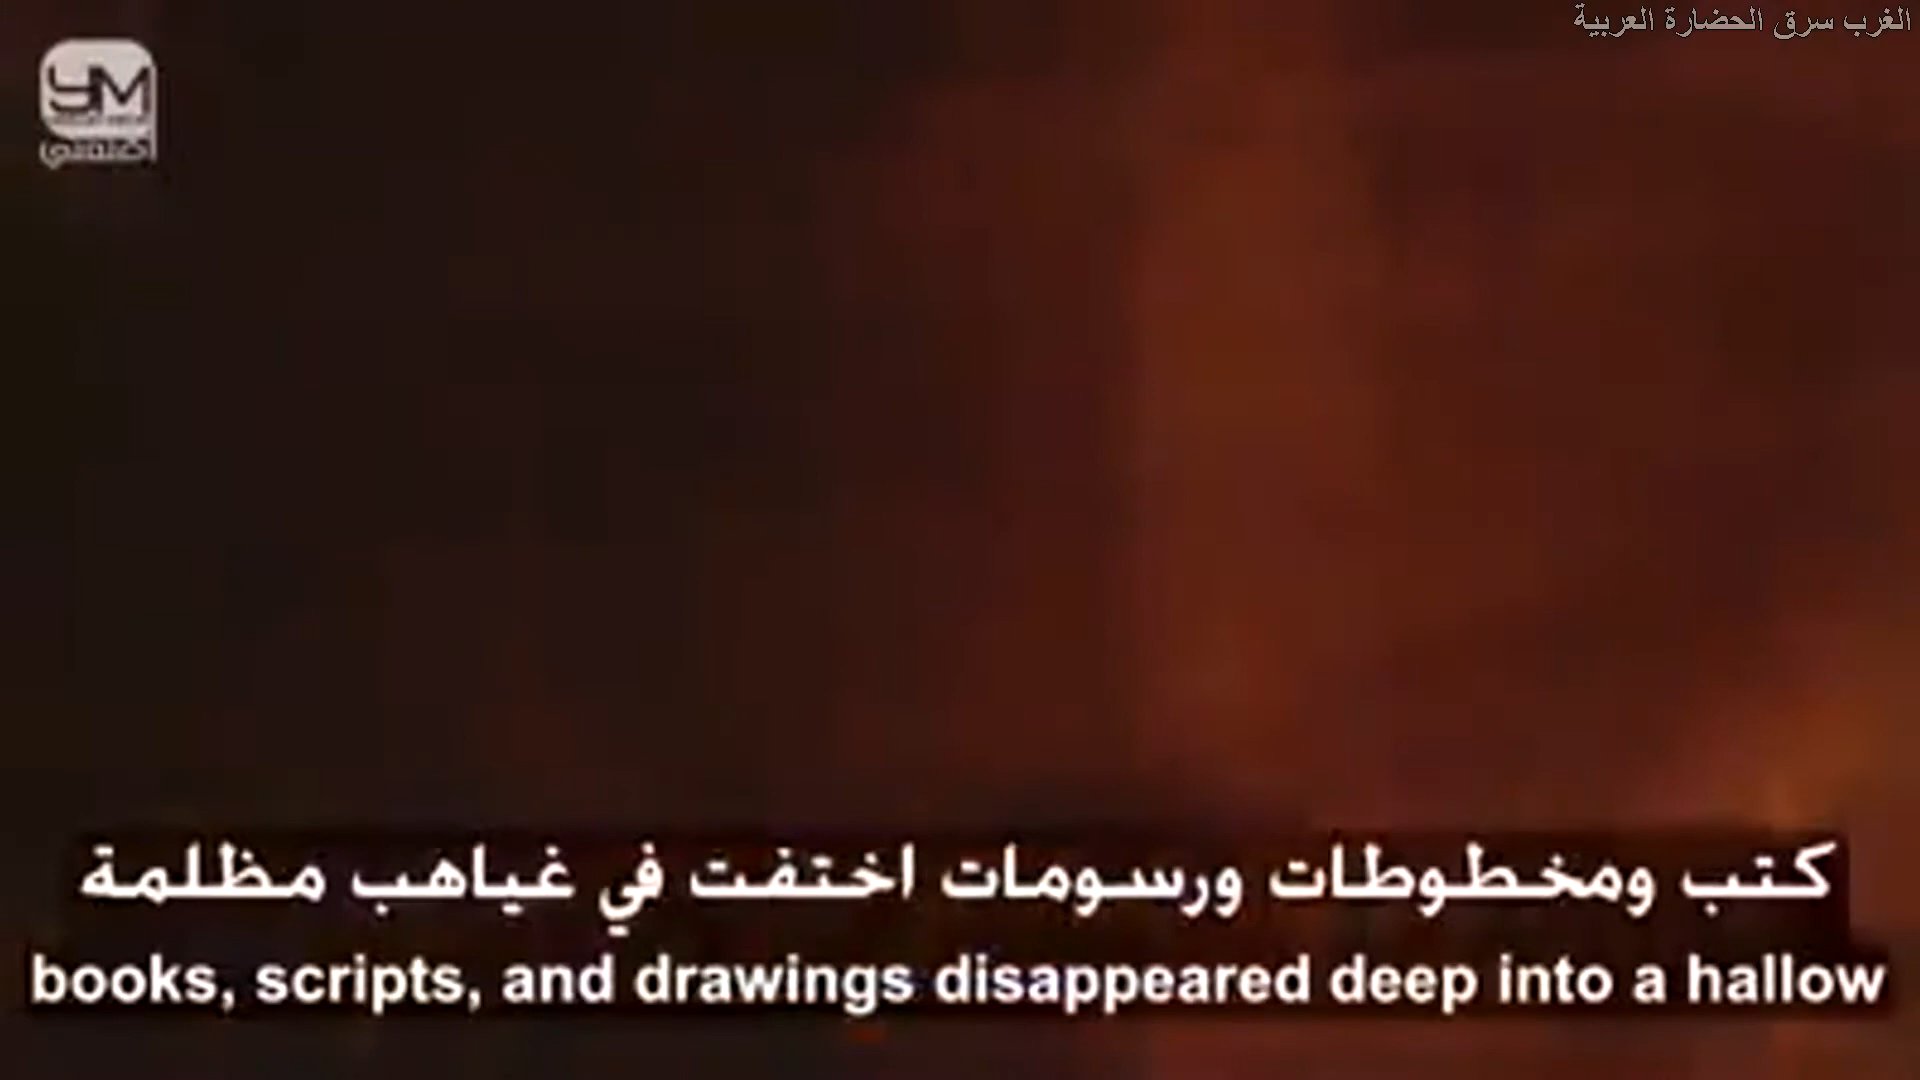 الغرب سرق الحضارة العربية
YM
كتب ومخطوطات ورسومات اختفت في غياهب مظلمة
books, scripts, and drawings disappeared deep into a hallow